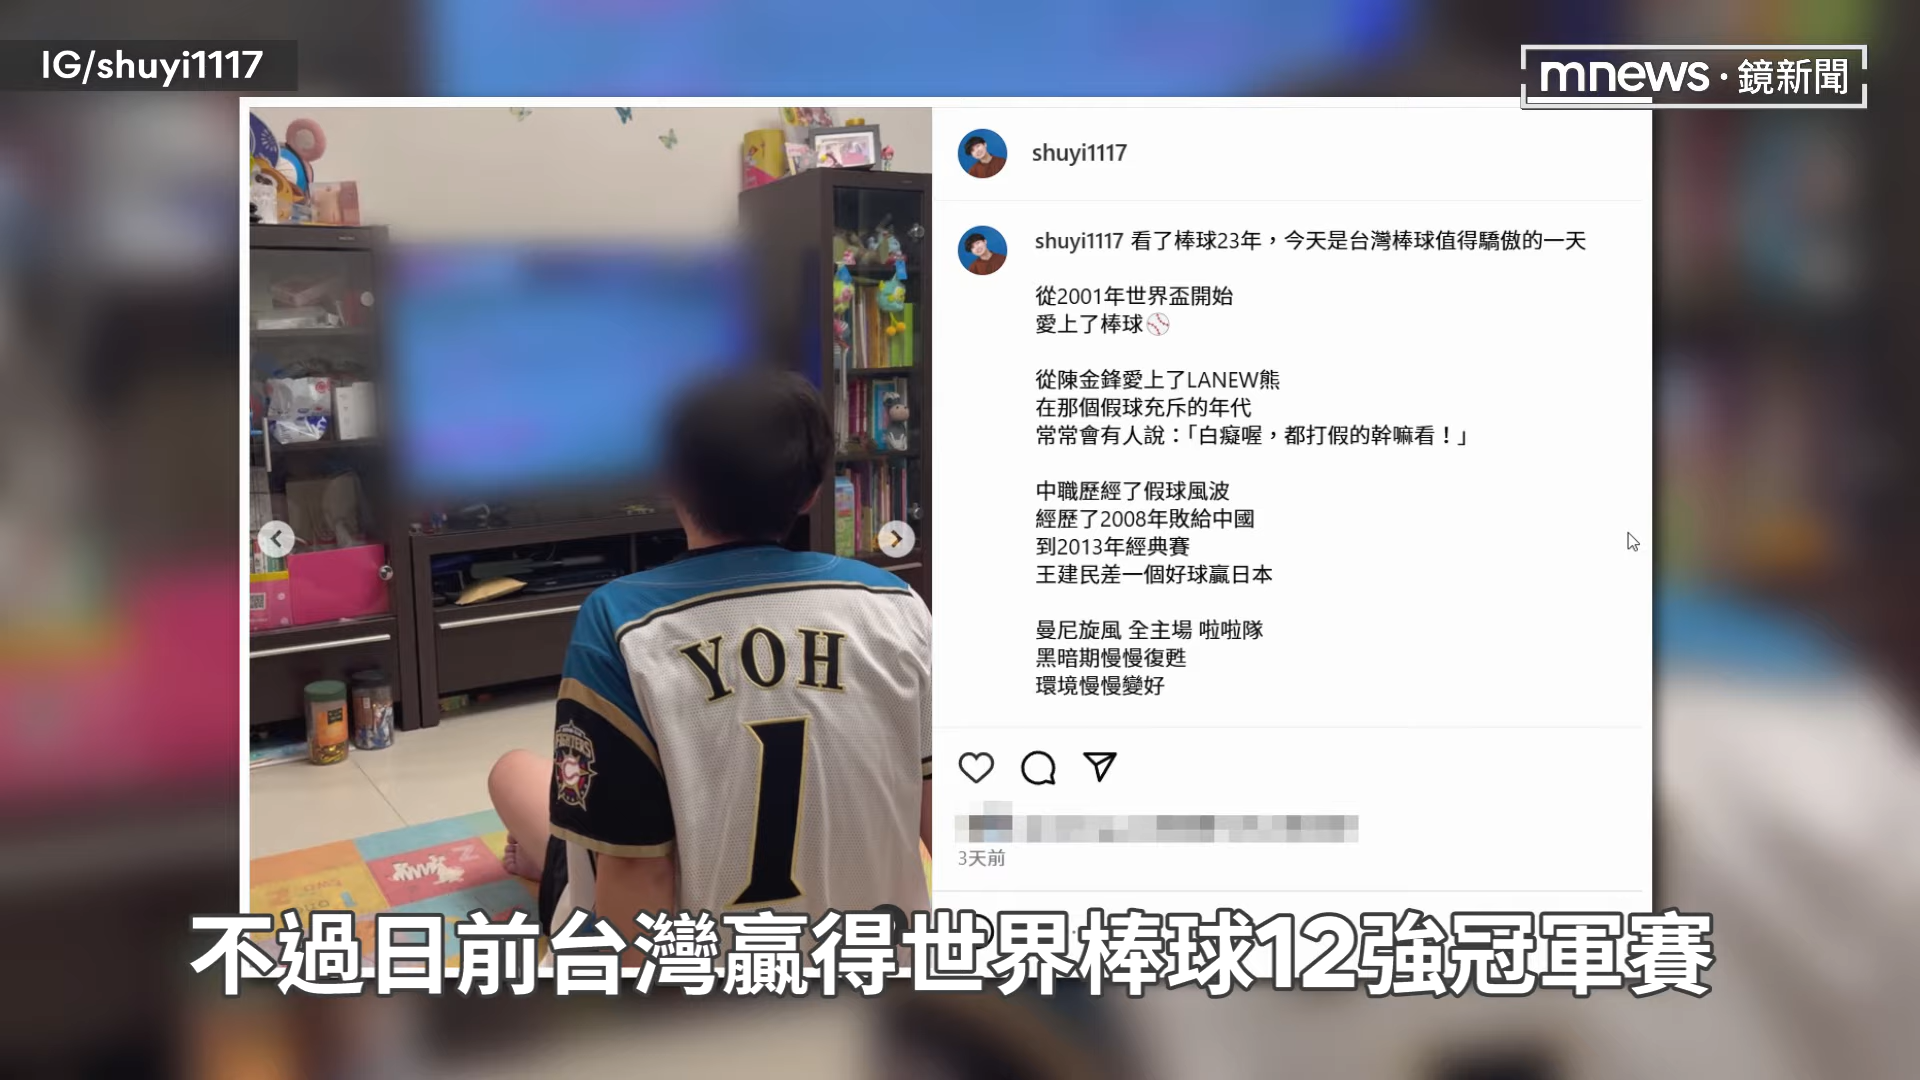 IG/shuyi1117
mnews·鏡新聞
shuyi1117
shuyi1117 看了棒球23年，今天是台灣棒球值得驕傲的一天
從2001年世界盃開始
愛上了棒球⚾
從陳金鋒愛上了LANEW熊
在那個假球充斥的年代
常常會有人說：「白癡喔，都打假的幹嘛看！」
中職歷經了假球風波
經歷了2008年敗給中國
到2013年經典賽
王建民差一個好球贏日本
曼尼旋風 全主場 啦啦隊
黑暗期慢慢復甦
環境慢慢變好
3天前
YOH
1
FIGHTERS
不過日前台灣贏得世界棒球12強冠軍賽